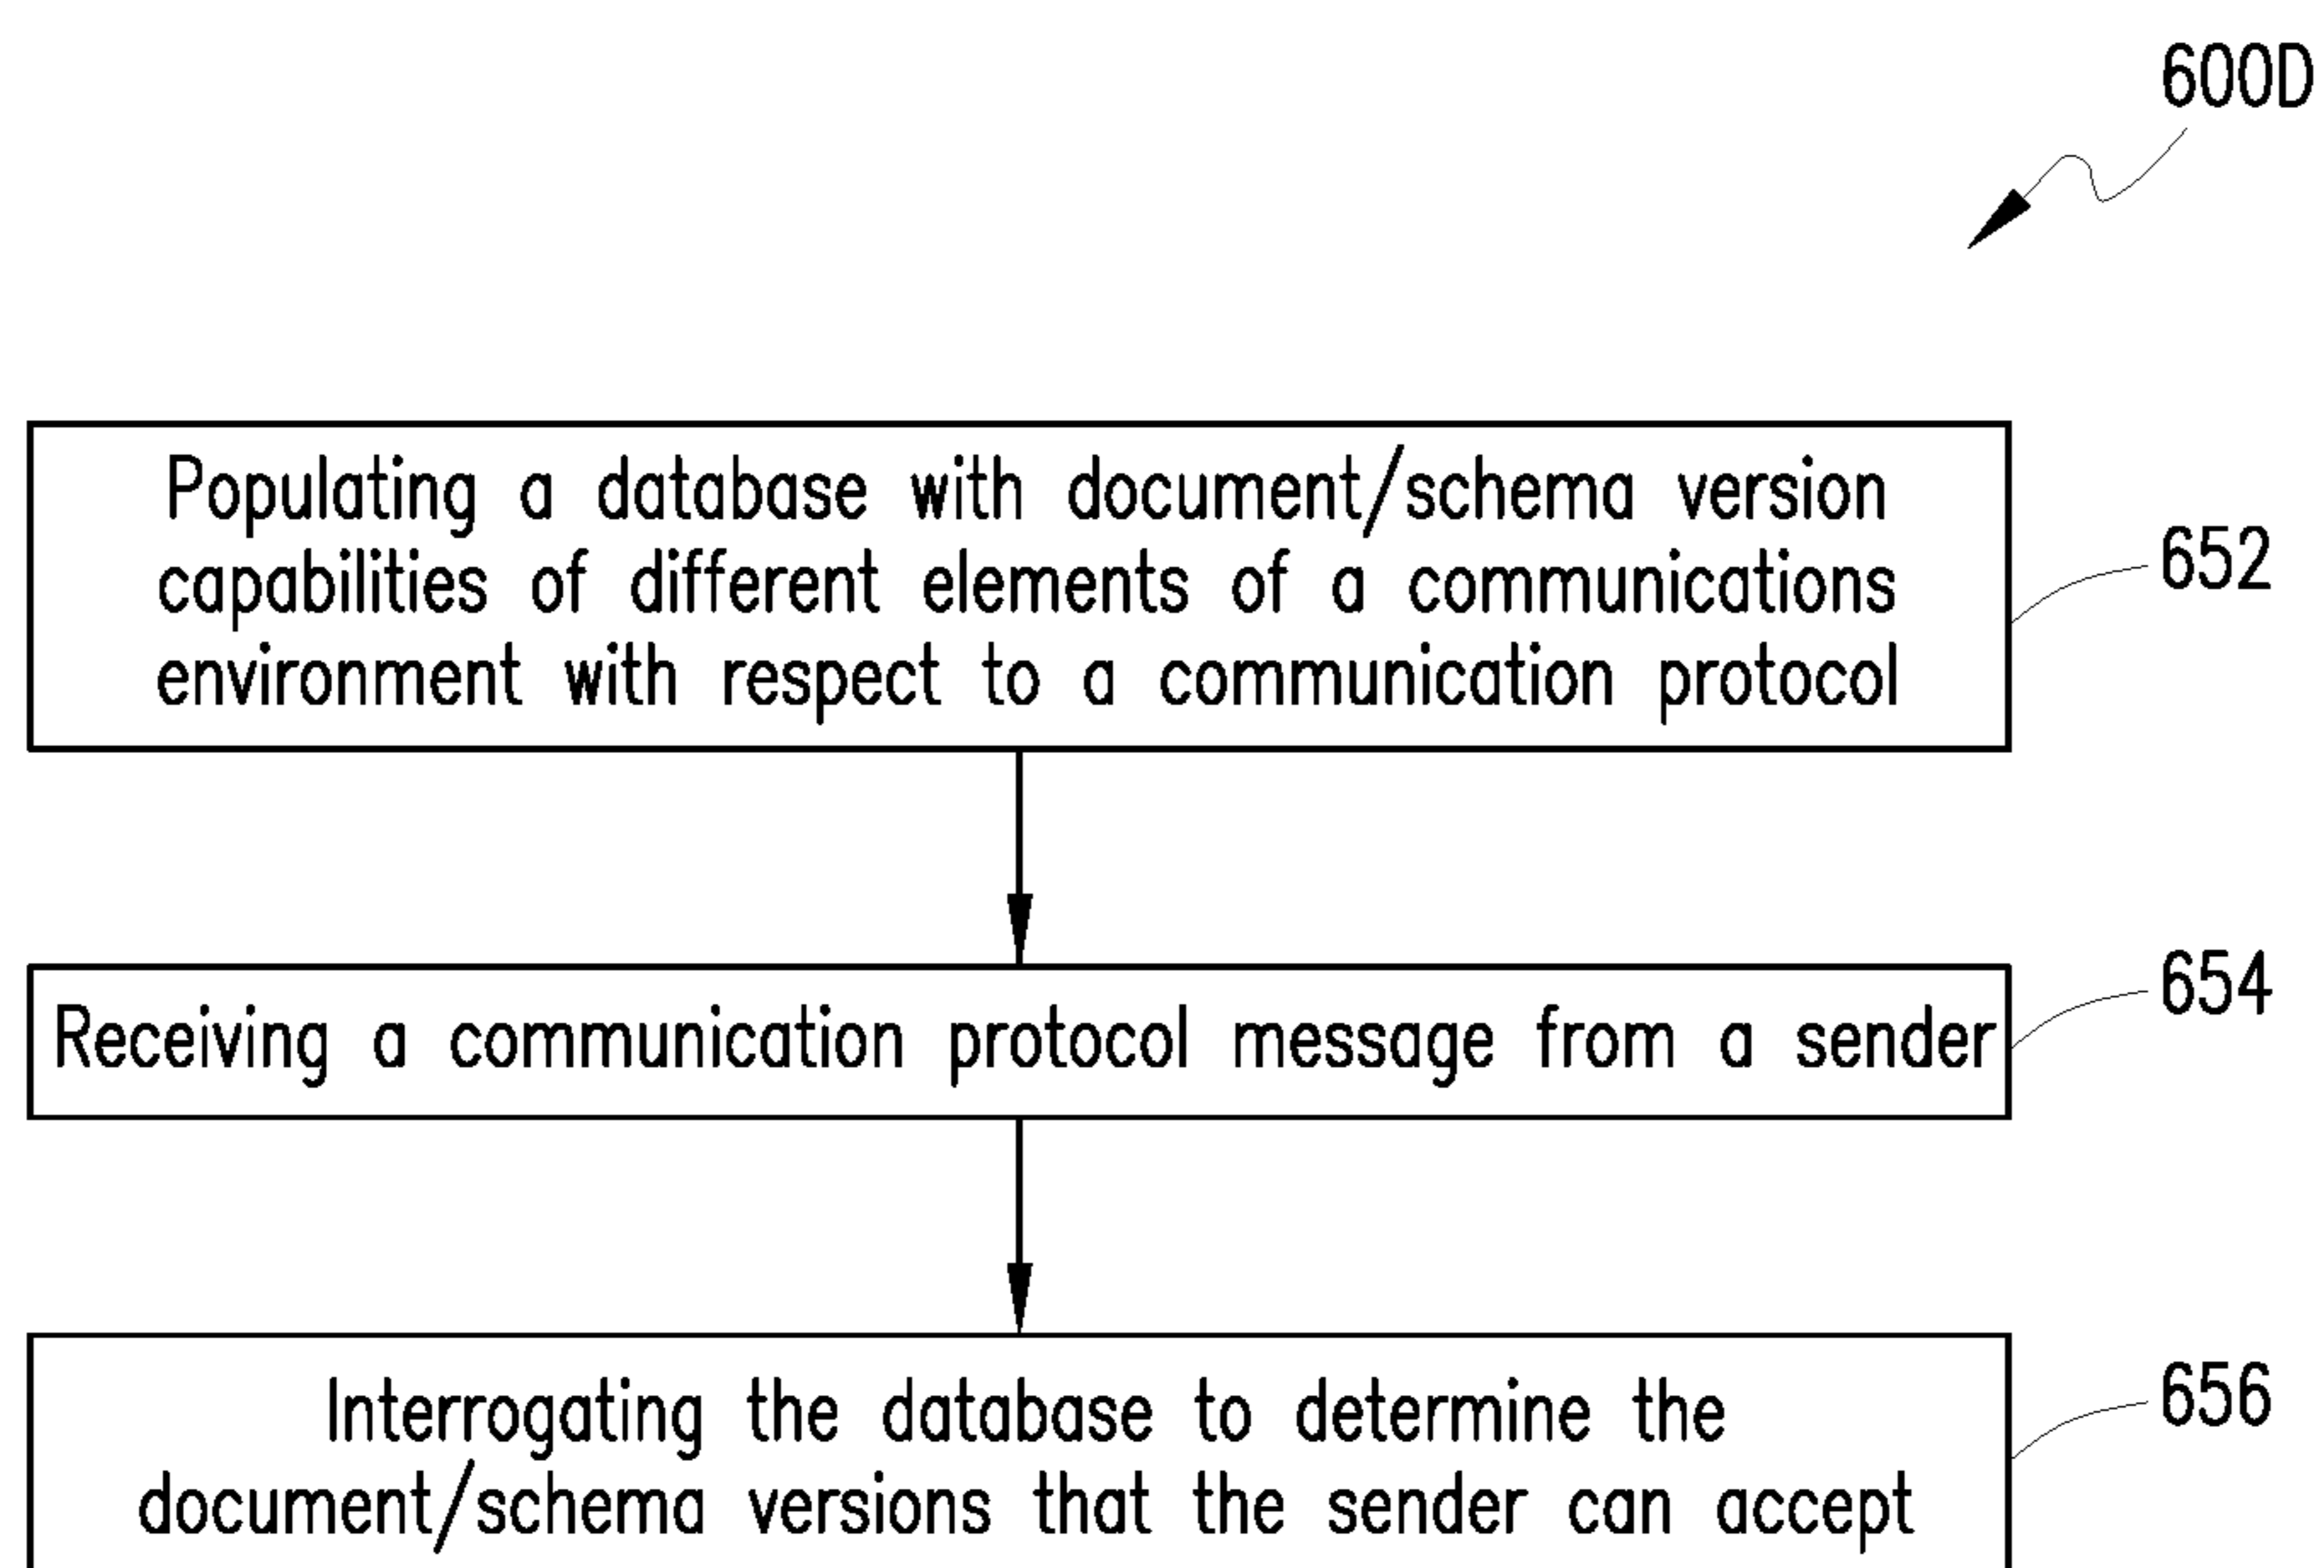 600D
Populating a database with document/schema version
capabilities of different elements of a communications
environment with respect to a communication protocol
652
Receiving a communication protocol message from a sender
654
Interrogating the database to determine the
document/schema versions that the sender can accept
656